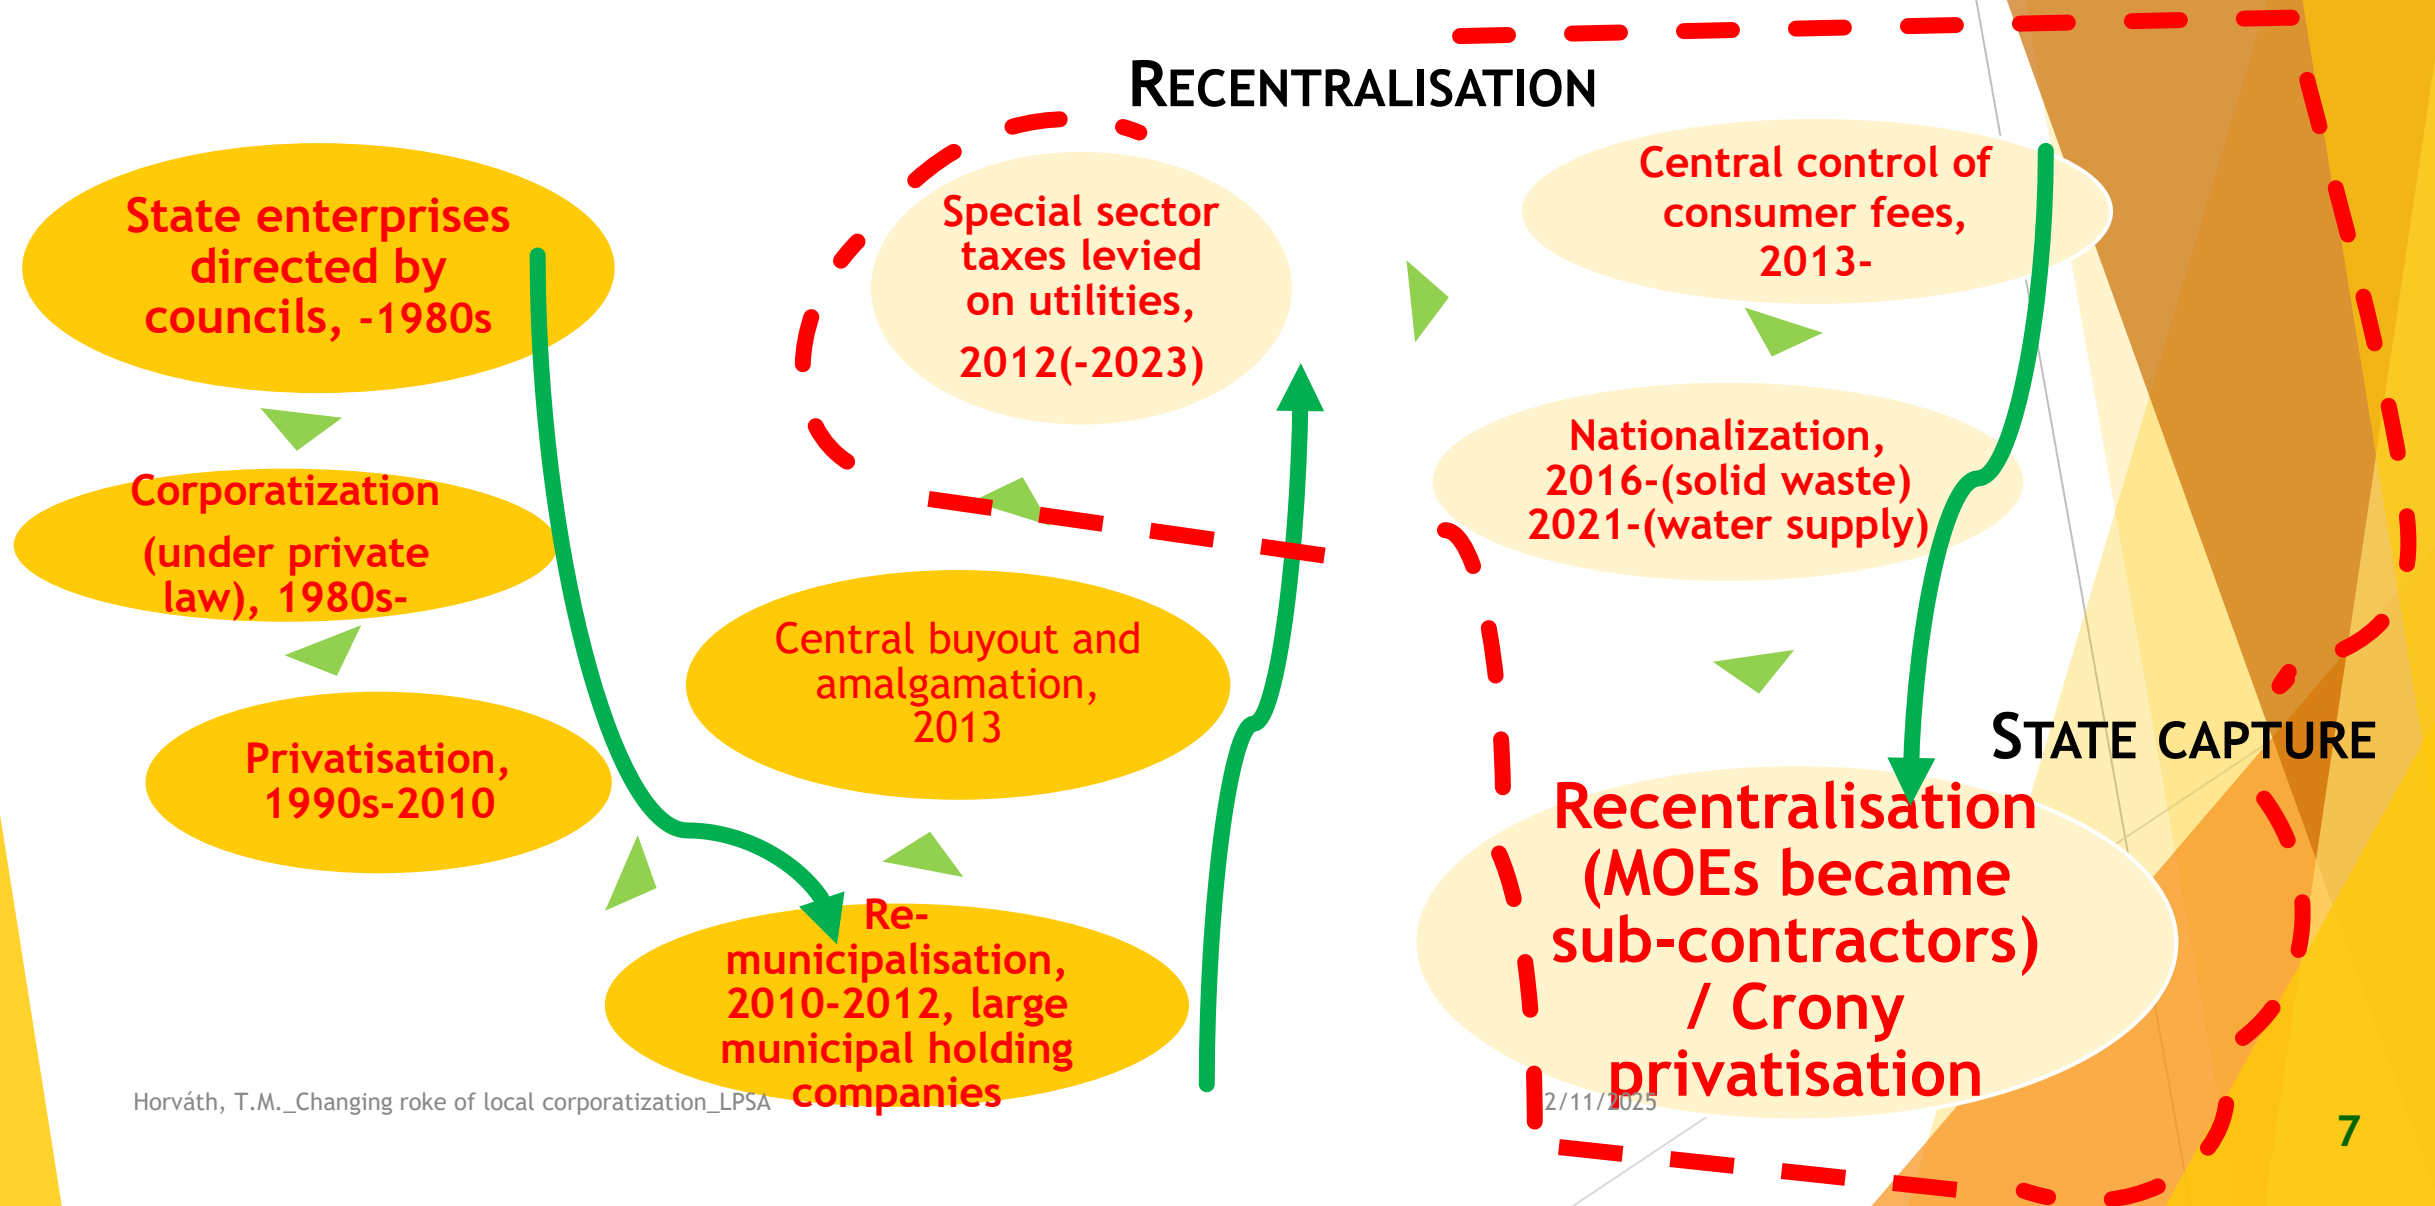 RECENTRALISATION
State enterprises
directed by
councils, -1980s
Corporatization
(under private
law), 1980s-
Privatisation,
1990s-2010
Re-
municipalisation,
2010-2012, large
municipal holding
companies
Central buyout and
amalgamation,
2013
Special sector
taxes levied
on utilities,
2012(-2023)
Central control of
consumer fees,
2013-
Nationalization,
2016-(solid waste)
2021-(water supply)
STATE CAPTURE
Recentralisation
(MOEs became
sub-contractors)
/ Crony
privatisation
Horváth, T.M._Changing roke of local corporatization_LPSA
2/11/2025
7